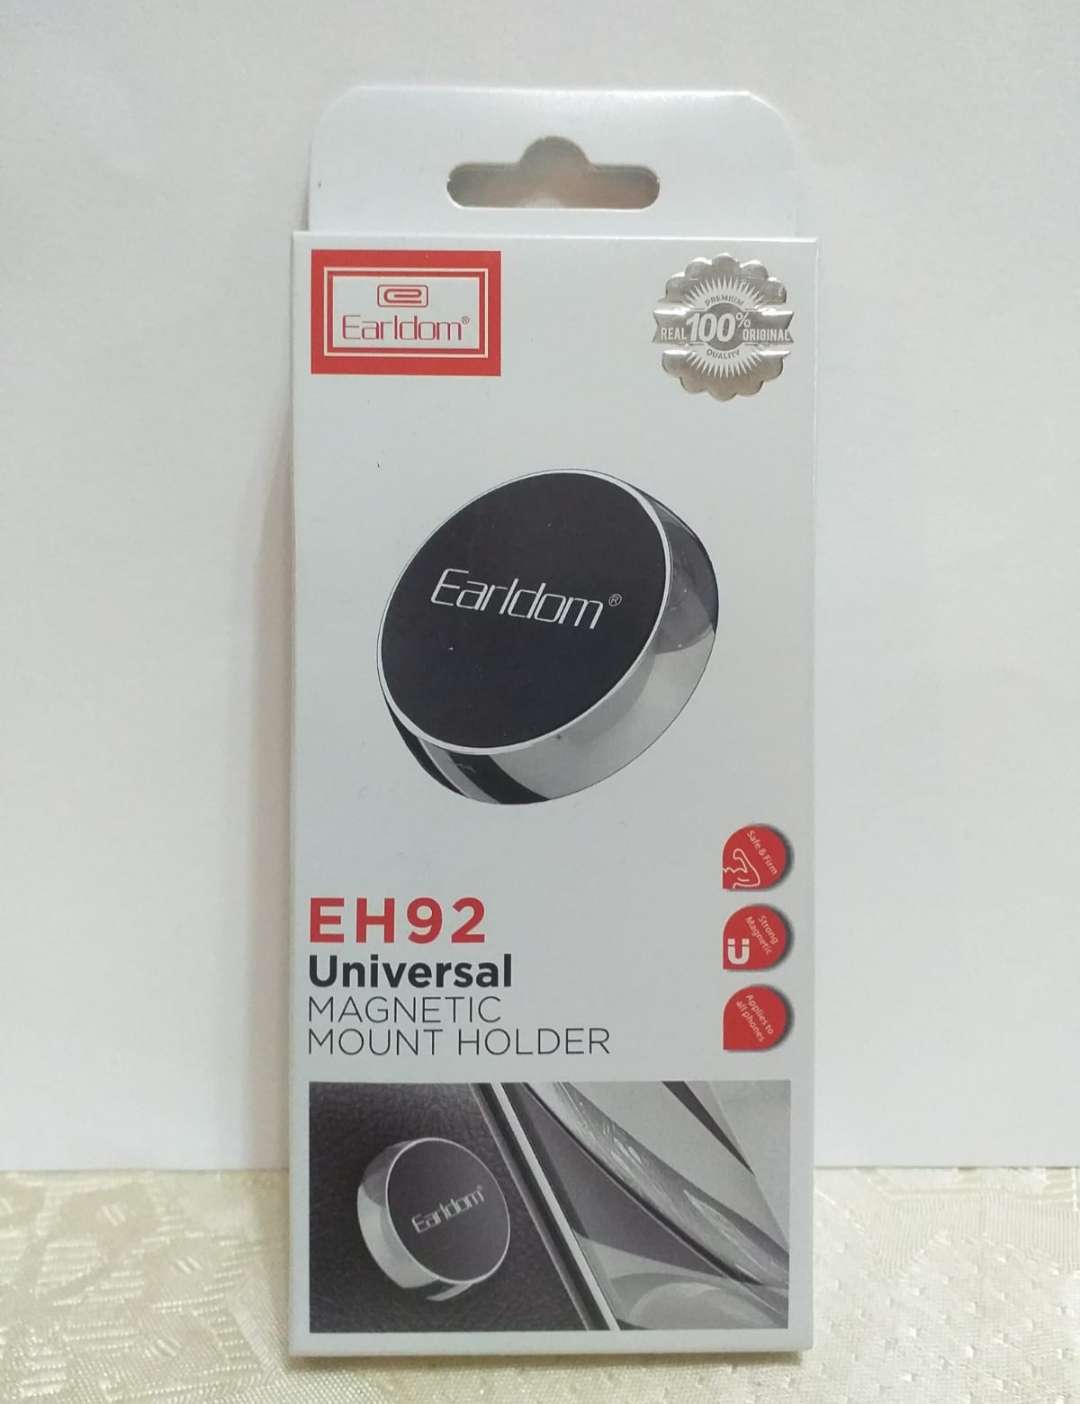 Earldom®
PREMIUM
REAL 100% ORIGINAL
QUALITY
Earldom®
Safe & Firm
Strong
Magnetic
Applies to
all phones
EH92
Universal
MAGNETIC
MOUNT HOLDER
Earldom®